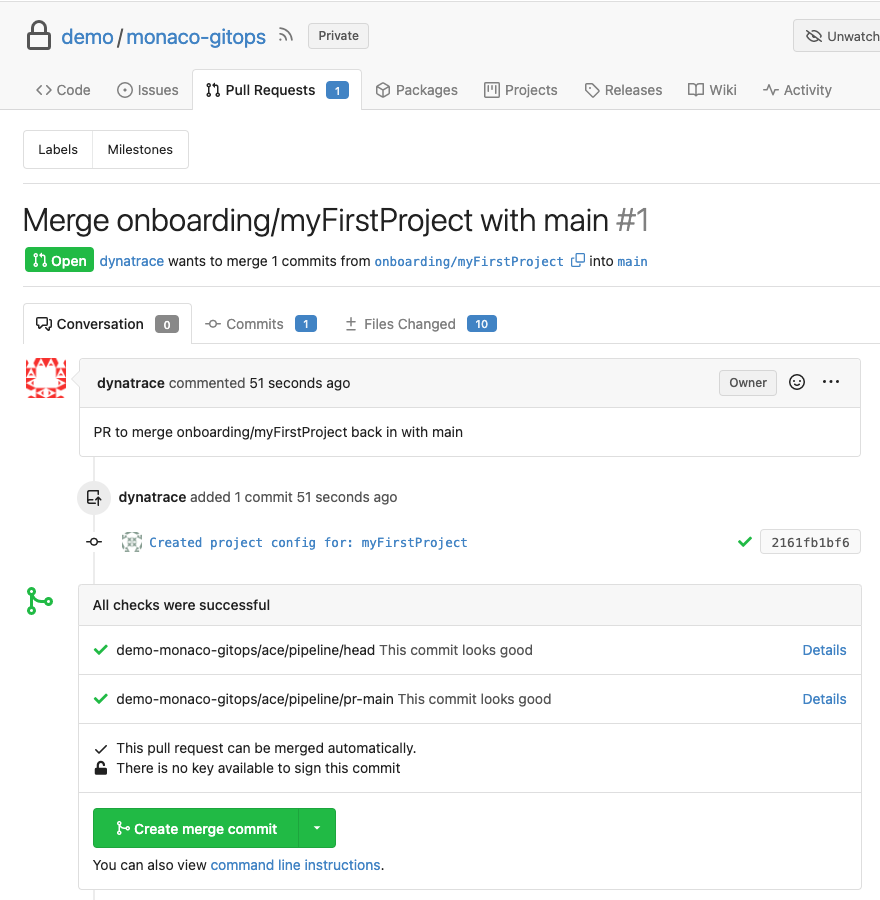 demo/monaco-gitops Private Unwatch
Code Issues Pull Requests 1 Packages Projects Releases Wiki Activity
Labels Milestones
Merge onboarding/myFirstProject with main #1
Open dynatrace wants to merge 1 commits from onboarding/myFirstProject into main
Conversation 0 Commits 1 Files Changed 10
dynatrace commented 51 seconds ago Owner
PR to merge onboarding/myFirstProject back in with main
dynatrace added 1 commit 51 seconds ago
Created project config for: myFirstProject 2161fb1bf6
All checks were successful
demo-monaco-gitops/ace/pipeline/head This commit looks good Details
demo-monaco-gitops/ace/pipeline/pr-main This commit looks good Details
This pull request can be merged automatically.
There is no key available to sign this commit
Create merge commit
You can also view command line instructions.